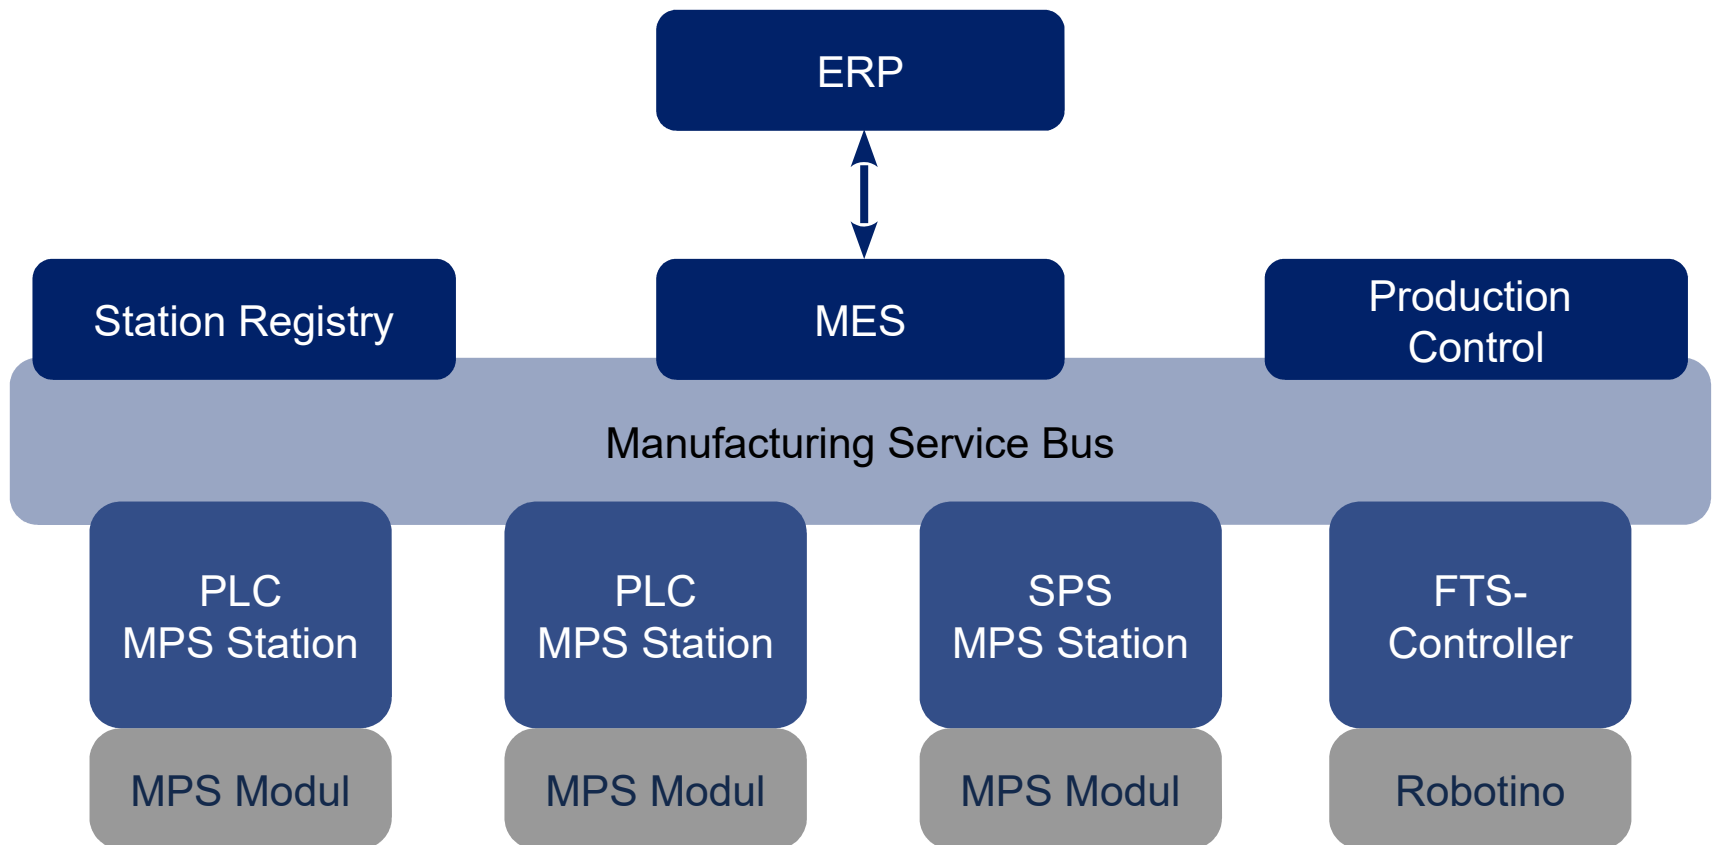 ERP
Station Registry
MES
Production
Control
Manufacturing Service Bus
PLC
MPS Station
PLC
MPS Station
SPS
MPS Station
FTS-
Controller
MPS Modul
MPS Modul
MPS Modul
Robotino